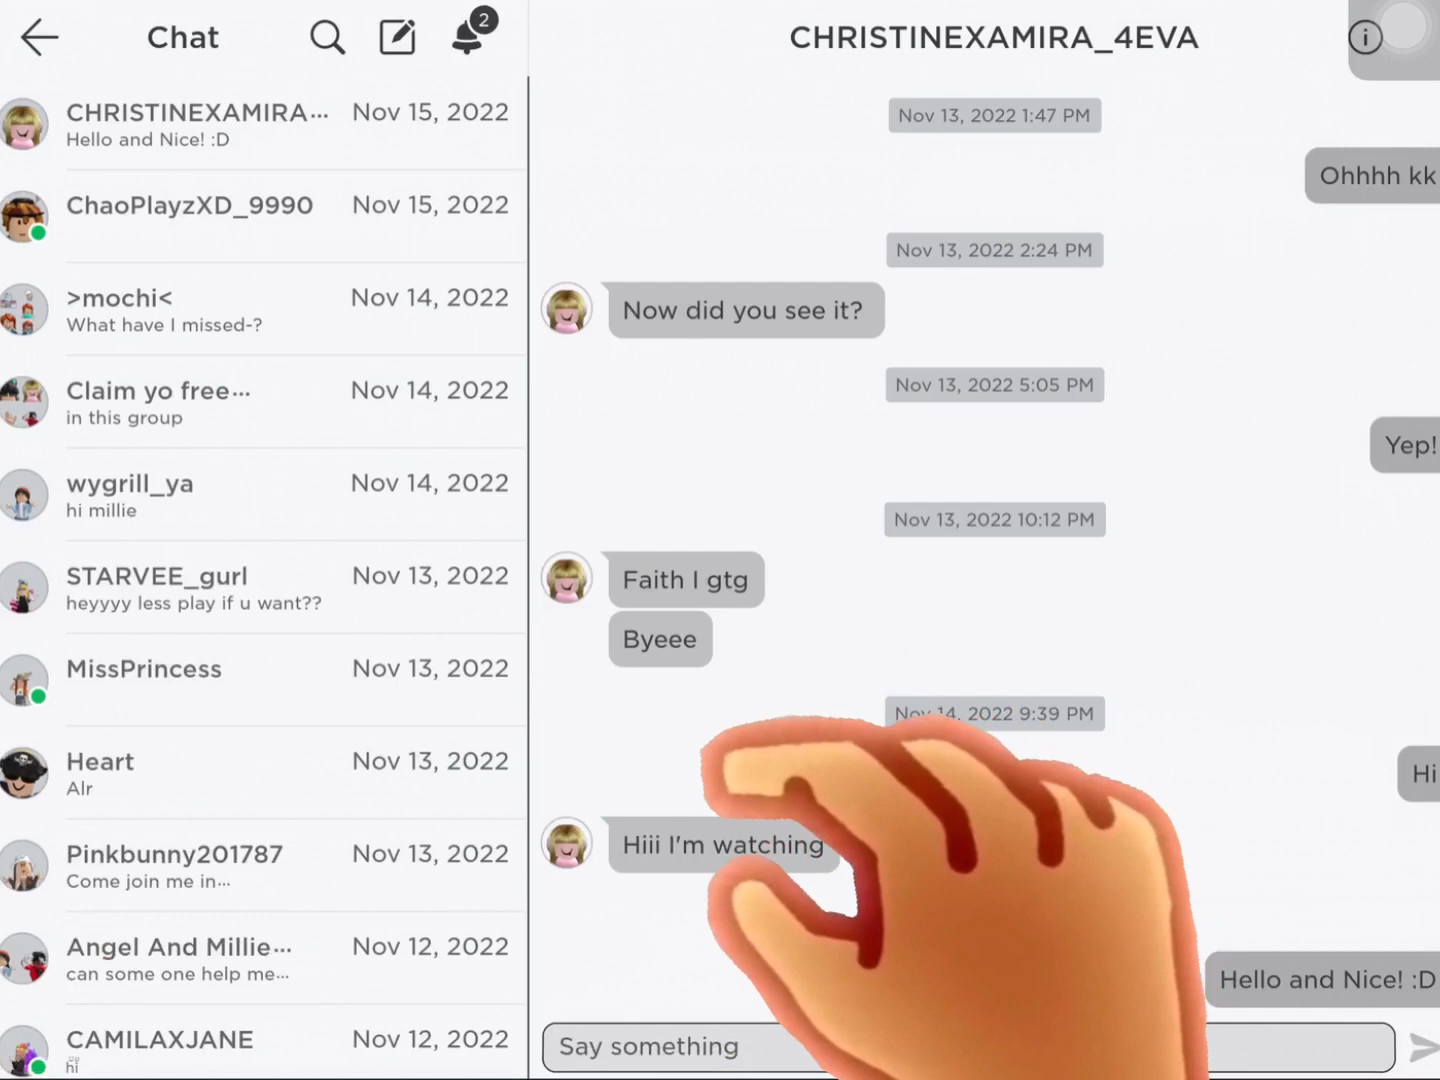 Chat
2
CHRISTINEXAMIRA_4EVA
i
CHRISTINEXAMIRA... Nov 15, 2022
Hello and Nice! :D
ChaoPlayzXD_9990 Nov 15, 2022
>mochi< Nov 14, 2022
What have I missed-?
Claim yo free... Nov 14, 2022
in this group
wygrill_ya Nov 14, 2022
hi millie
STARVEE_gurl Nov 13, 2022
heyyyy less play if u want??
MissPrincess Nov 13, 2022
Heart Nov 13, 2022
Alr
Pinkbunny201787 Nov 13, 2022
Come join me in...
Angel And Millie... Nov 12, 2022
can some one help me...
CAMILAXJANE Nov 12, 2022
hi
Nov 13, 2022 1:47 PM
Ohhhh kk
Nov 13, 2022 2:24 PM
Now did you see it?
Nov 13, 2022 5:05 PM
Yep!
Nov 13, 2022 10:12 PM
Faith I gtg
Byeee
Nov 14, 2022 9:39 PM
Hi
Hiii I'm watching
Hello and Nice! :D
Say something